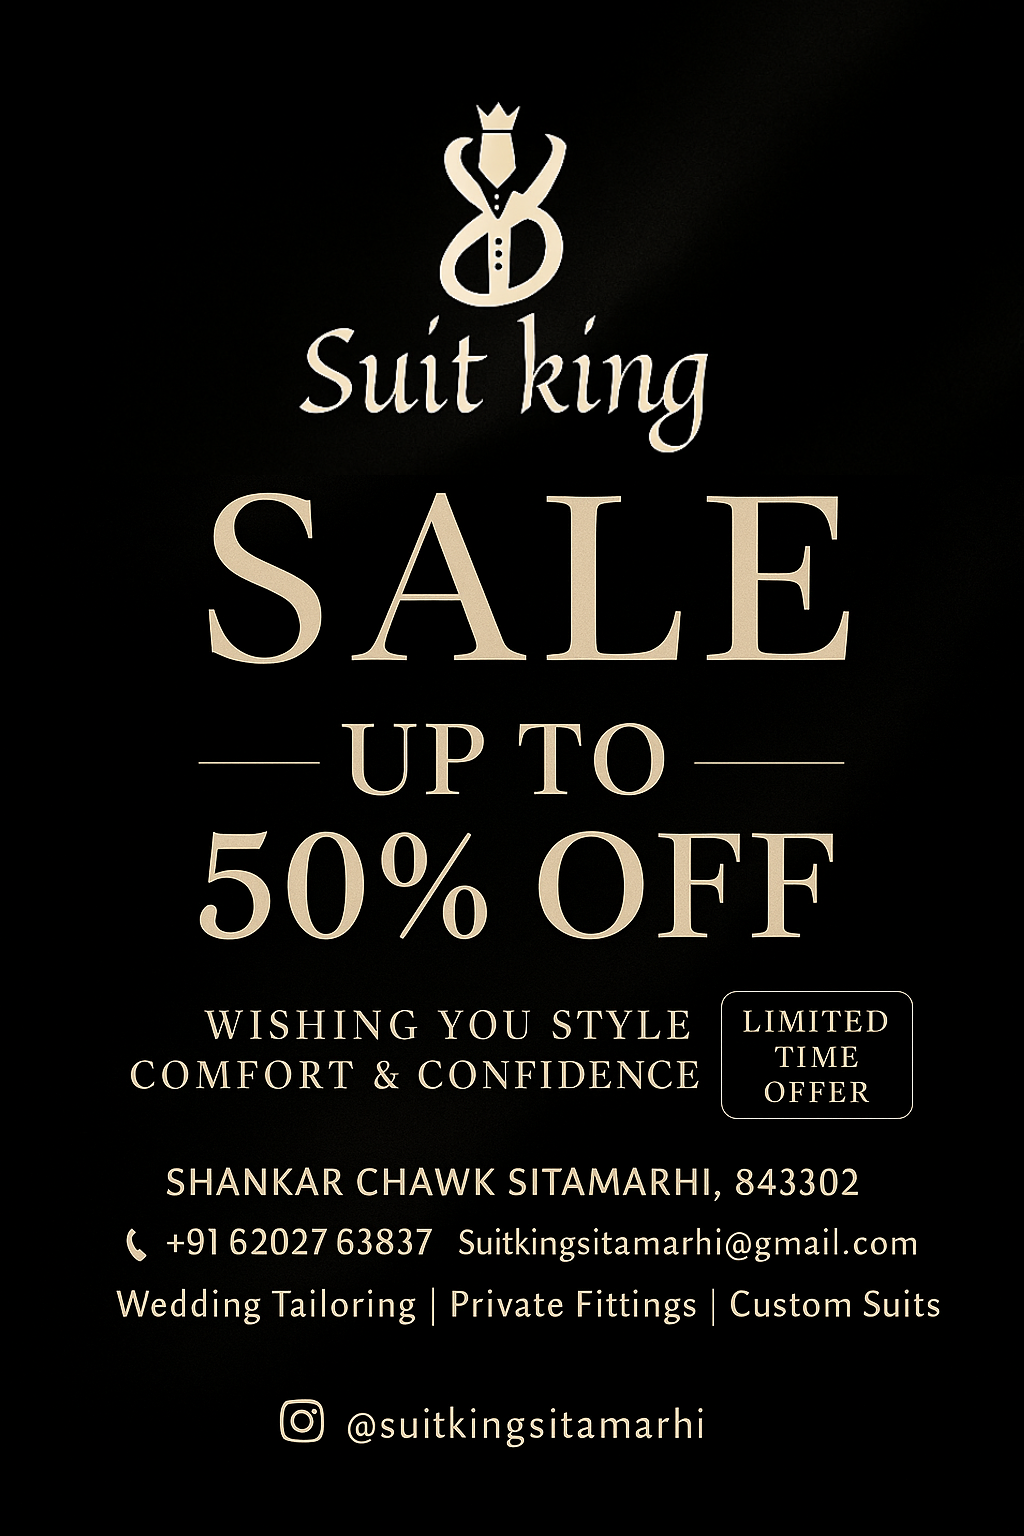 Suit king
SALE
UP TO
50% OFF
WISHING YOU STYLE
COMFORT & CONFIDENCE
LIMITED
TIME
OFFER
SHANKAR CHAWK SITAMARHI, 843302
+91 62027 63837 Suitkingsitamarhi@gmail.com
Wedding Tailoring | Private Fittings | Custom Suits
@suitkingsitamarhi